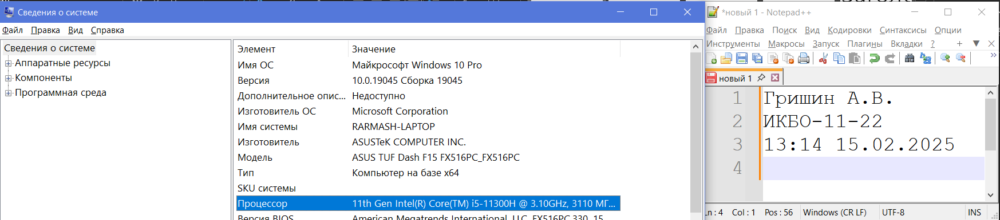 Сведения о системе
Файл Правка Вид Справка
Сведения о системе
Аппаратные ресурсы
Компоненты
Программная среда
Элемент Значение
Имя ОС Майкрософт Windows 10 Pro
Версия 10.0.19045 Сборка 19045
Дополнительное опис... Недоступно
Изготовитель ОС Microsoft Corporation
Имя системы RARMASH-LAPTOP
Изготовитель ASUSTeK COMPUTER INC.
Модель ASUS TUF Dash F15 FX516PC_FX516PC
Тип Компьютер на базе x64
SKU системы
Процессор 11th Gen Intel(R) Core(TM) i5-11300H @ 3.10GHz, 3110 МГ...
Версия BIOS American Megatrends International, LLC. FX516PC.330, 15
*новый 1 - Notepad++
Файл Правка Поиск Вид Кодировки Синтаксисы Опции
Инструменты Макросы Запуск Плагины Вкладки ? + ▼ X
новый 1
1 Гришин А.В.
2 ИКБО-11-22
3 13:14 15.02.2025
4
Ln : 4 Col : 1 Pos : 56 Windows (CR LF) UTF-8 INS